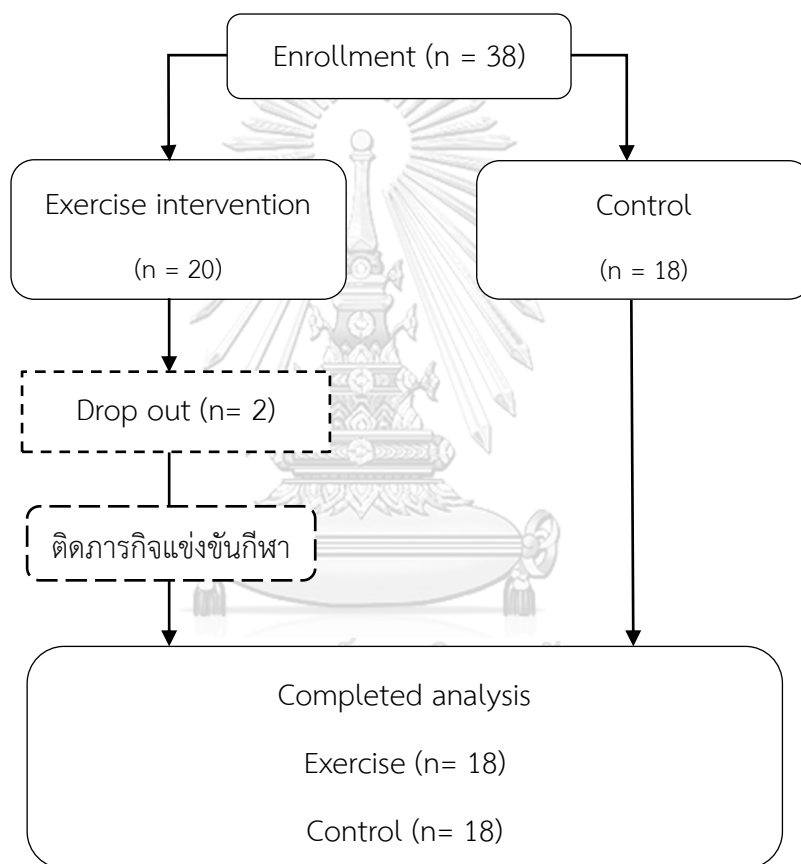 Enrollment (n = 38)
Exercise intervention
(n = 20)
Control
(n = 18)
Drop out (n= 2)
ติดภารกิจแข่งขันกีฬา
Completed analysis
Exercise (n= 18)
Control (n= 18)